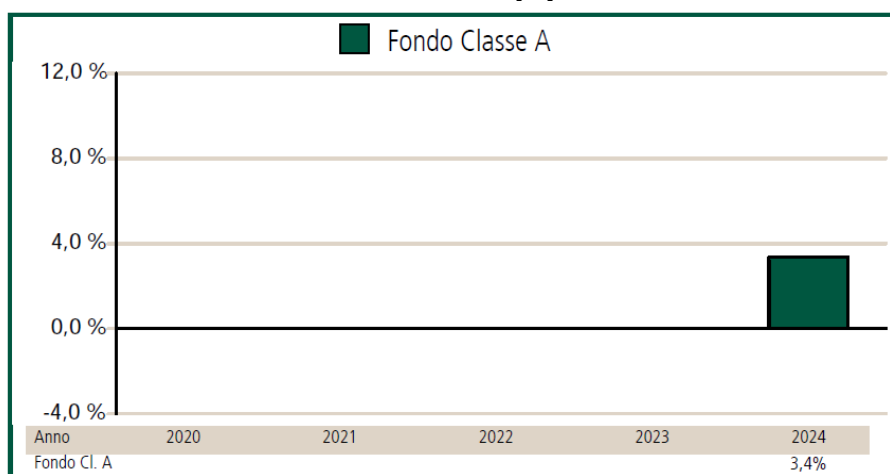 Fondo Classe A
12,0 %
8,0 %
4,0 %
0,0 %
-4,0 %
Anno 2020 2021 2022 2023 2024
Fondo Cl. A 3,4%